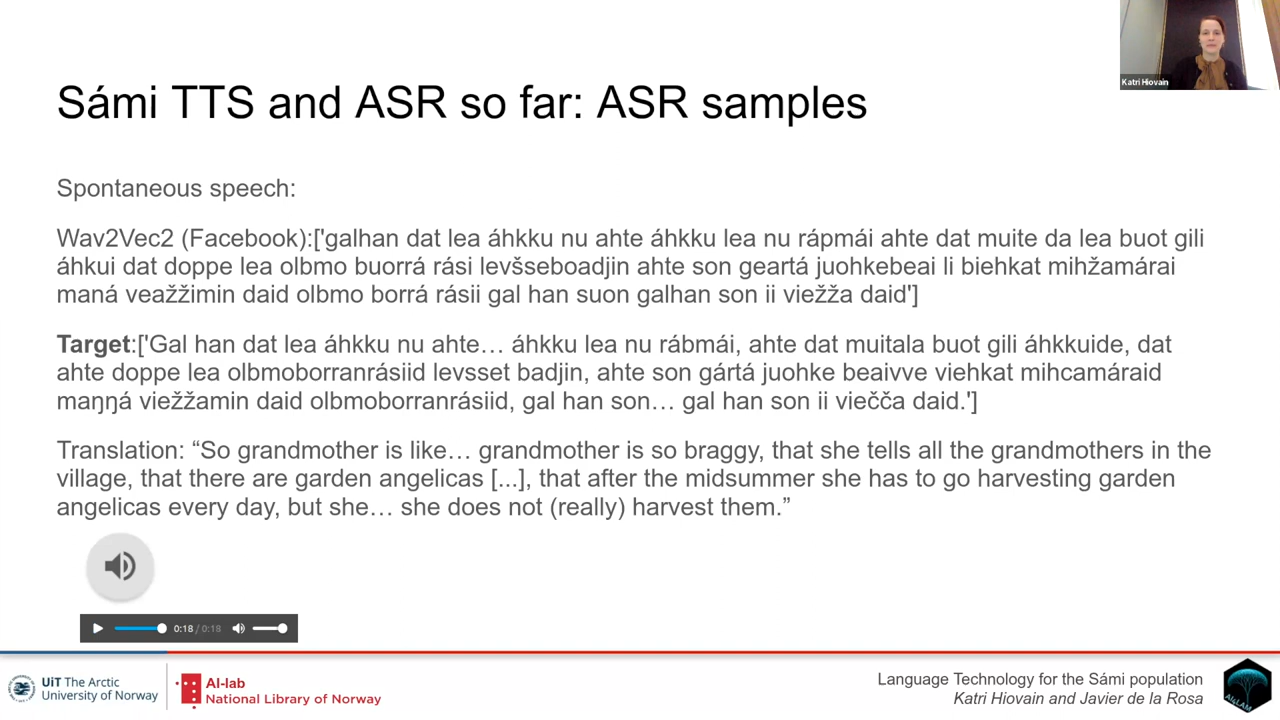 Katri Hiovain
Sámi TTS and ASR so far: ASR samples
Spontaneous speech:
Wav2Vec2 (Facebook):['galhan dat lea áhkku nu ahte áhkku lea nu rápmái ahte dat muite da lea buot gili
áhkui dat doppe lea olbmo buorrá rási levšseboadjin ahte son geartá juohkebeai li biehkat mihžamárai
maná veažžimin daid olbmo borrá rásii gal han suon galhan son ii viežža daid']
Target:['Gal han dat lea áhkku nu ahte… áhkku lea nu rábmái, ahte dat muitala buot gili áhkkuide, dat
ahte doppe lea olbmoborranrásiid levsset badjin, ahte son gártá juohke beaivve viehkat mihcamáraid
maŋŋá viežžamin daid olbmoborranrásiid, gal han son… gal han son ii viečča daid.']
Translation: “So grandmother is like… grandmother is so braggy, that she tells all the grandmothers in the
village, that there are garden angelicas [...], that after the midsummer she has to go harvesting garden
angelicas every day, but she… she does not (really) harvest them.”
0:18 / 0:18
UiT The Arctic
University of Norway
AI-lab
National Library of Norway
Language Technology for the Sámi population
Katri Hiovain and Javier de la Rosa
AI4LAM